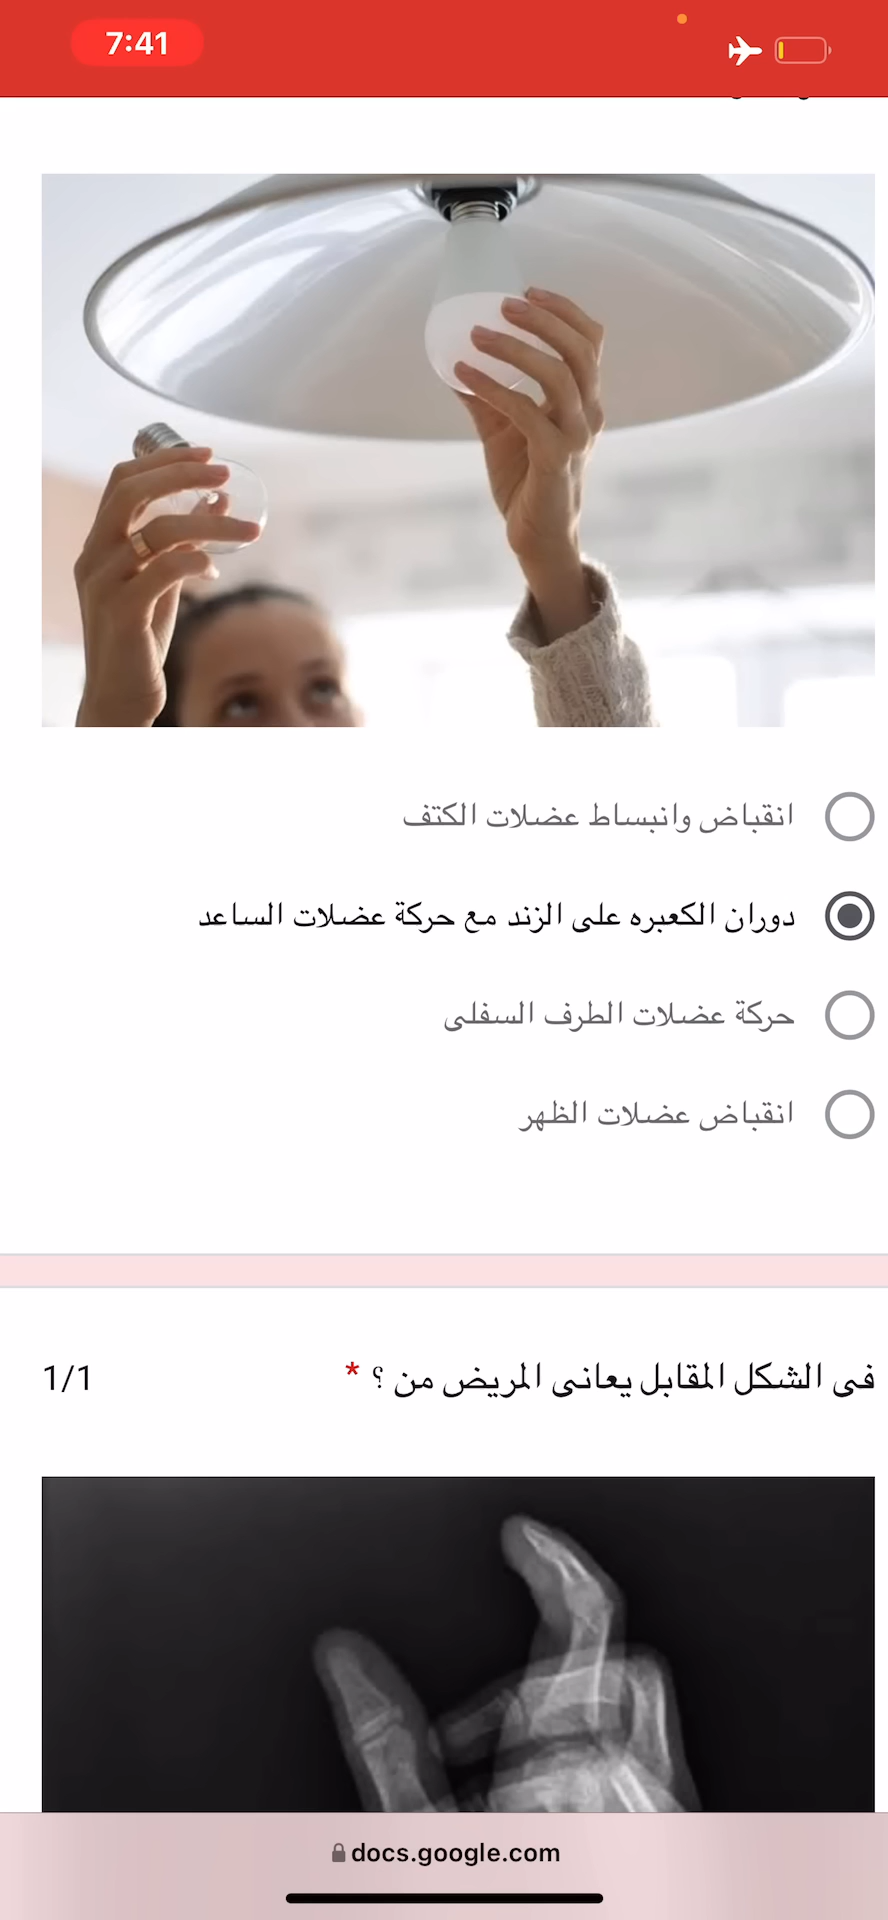 7:41
انقباض وانبساط عضلات الكتف
دوران الكعبره على الزند مع حركة عضلات الساعد
حركة عضلات الطرف السفلى
انقباض عضلات الظهر
فى الشكل المقابل يعانى المريض من ؟ *
1/1
docs.google.com